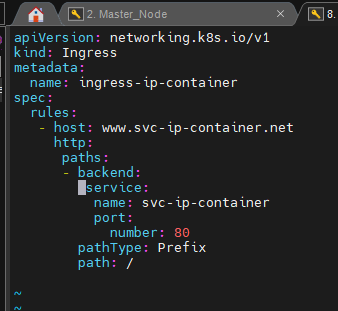 2. Master_Node
8.
apiVersion: networking.k8s.io/v1
kind: Ingress
metadata:
  name: ingress-ip-container
spec:
  rules:
   - host: www.svc-ip-container.net
     http:
      paths:
      - backend:
         service:
          name: svc-ip-container
          port:
            number: 80
        pathType: Prefix
        path: /
~
~